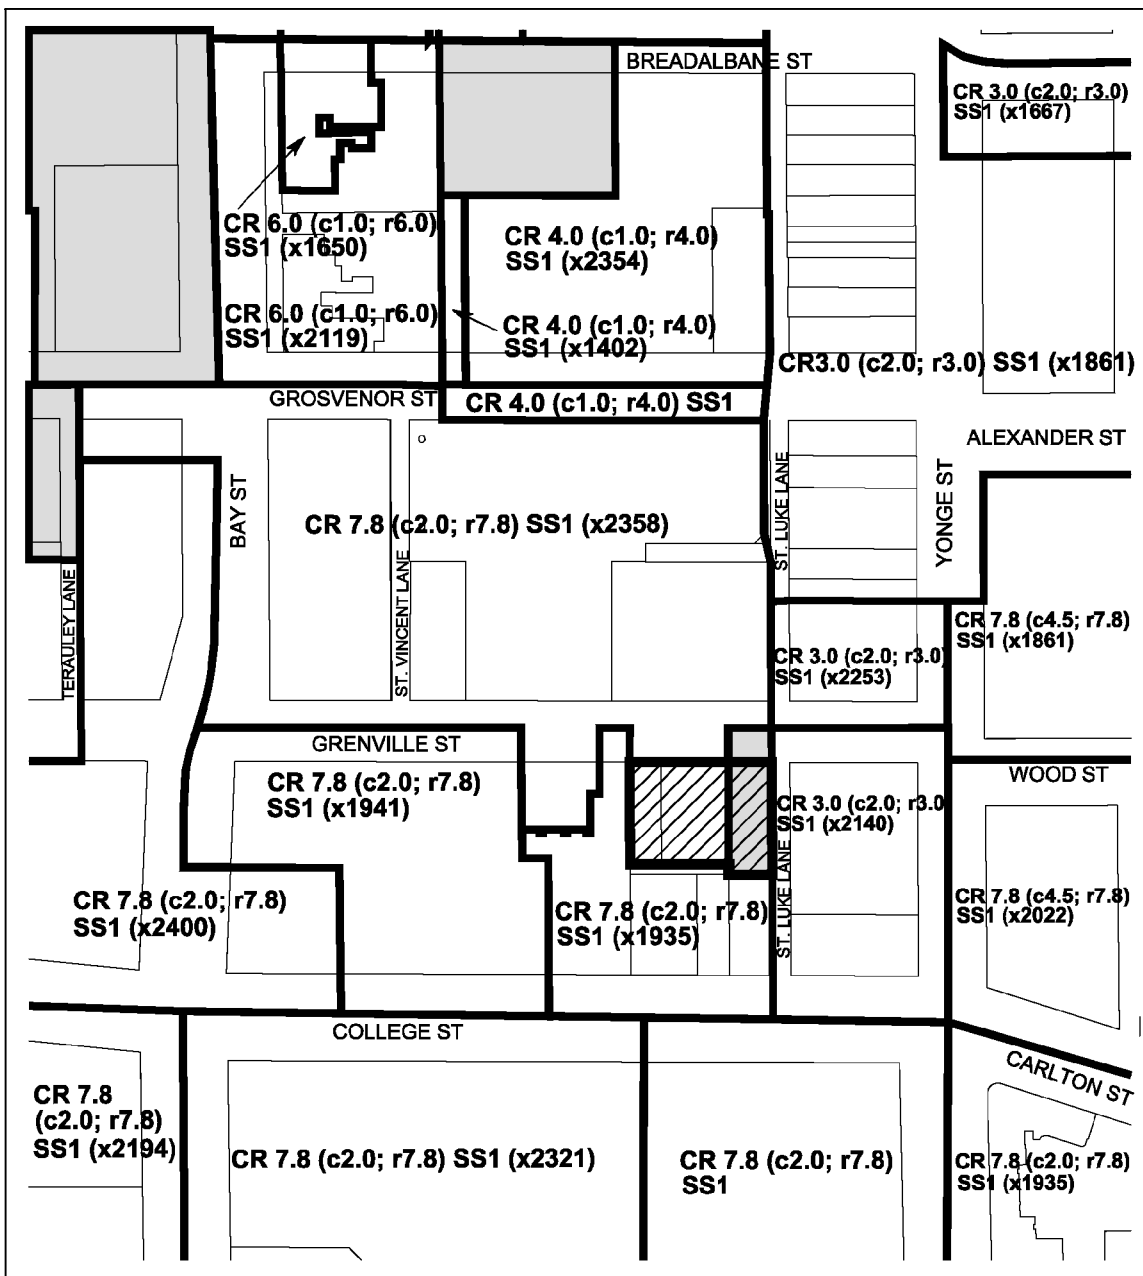 BREADALBANE ST
CR 3.0 (c2.0; r3.0)
SS1 (x1667)
CR 6.0 (c1.0; r6.0)
SS1 (x1650)
CR 4.0 (c1.0; r4.0)
SS1 (x2354)
CR 6.0 (c1.0; r6.0)
SS1 (x2119)
CR 4.0 (c1.0; r4.0)
SS1 (x1402)
CR3.0 (c2.0; r3.0) SS1 (x1861)
GROSVENOR ST
CR 4.0 (c1.0; r4.0) SS1
ALEXANDER ST
BAY ST
ST. LUKE LANE
YONGE ST
CR 7.8 (c2.0; r7.8) SS1 (x2358)
TERAULEY LANE
ST. VINCENT LANE
CR 7.8 (c4.5; r7.8)
SS1 (x1861)
CR 3.0 (c2.0; r3.0)
SS1 (x2253)
GRENVILLE ST
WOOD ST
CR 7.8 (c2.0; r7.8)
SS1 (x1941)
CR 3.0 (c2.0; r3.0
SS1 (x2140)
ST. LUKE LANE
CR 7.8 (c2.0; r7.8)
SS1 (x2400)
CR 7.8 (c2.0; r7.8)
SS1 (x1935)
CR 7.8 (c4.5; r7.8)
SS1 (x2022)
COLLEGE ST
CARLTON ST
CR 7.8
(c2.0; r7.8)
SS1 (x2194)
CR 7.8 (c2.0; r7.8) SS1 (x2321)
CR 7.8 (c2.0; r7.8)
SS1
CR 7.8 (c2.0; r7.8)
SS1 (x1935)